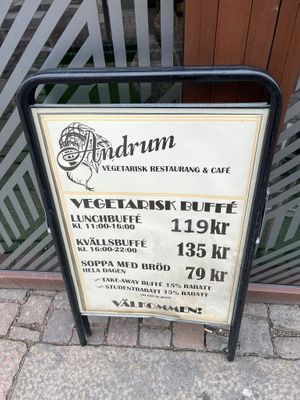 Andrum
VEGETARISK RESTAURANG & CAFÉ
VEGETARISK BUFFÉ
LUNCHBUFFÉ
KL 11:00-16:00
119kr
KVÄLLSBUFFÉ
KL 16:00-22:00
135 kr
SOPPA MED BRÖD
HELA DAGEN
79 kr
TAKE-AWAY BUFFÉ 15% RABATT
STUDENTRABATT 15% RABATT
VÄLKOMMEN!